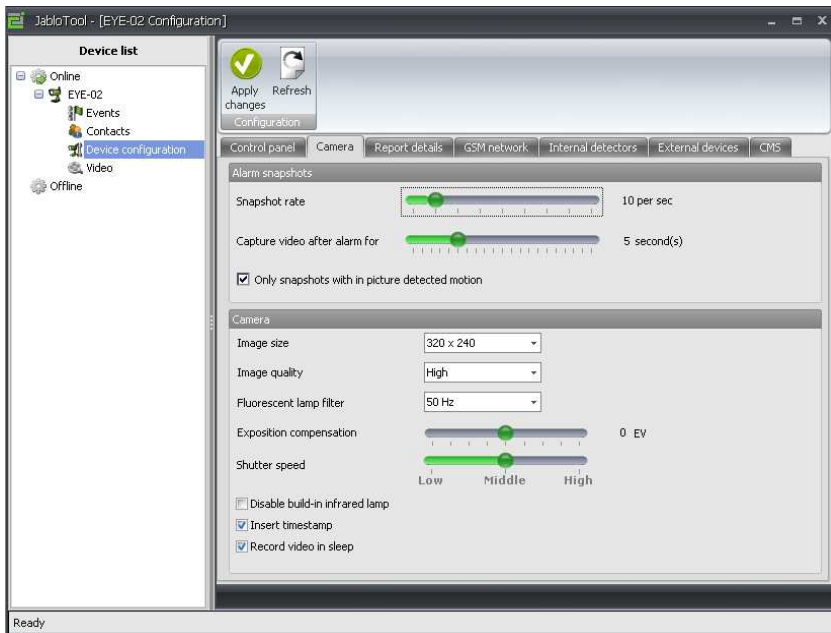 JabloTool - [EYE-02 Configuration]
Device list
Online
EYE-02
Events
Contacts
Device configuration
Video
Offline
Apply changes
Refresh
Configuration
Control panel Camera Report details GSM network Internal detectors External devices CMS
Alarm snapshots
Snapshot rate 10 per sec
Capture video after alarm for 5 second(s)
Only snapshots with in picture detected motion
Camera
Image size 320 x 240
Image quality High
Fluorescent lamp filter 50 Hz
Exposition compensation 0 EV
Shutter speed
Low Middle High
Disable build-in infrared lamp
Insert timestamp
Record video in sleep
Ready